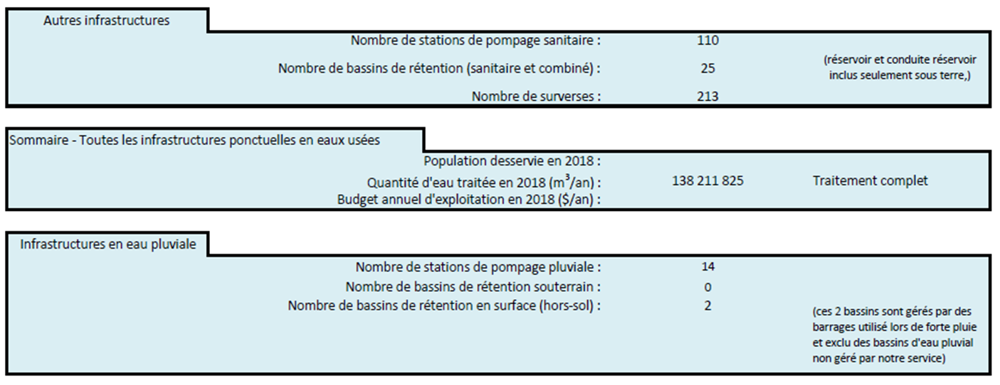 Autres infrastructures
Nombre de stations de pompage sanitaire : 110
Nombre de bassins de rétention (sanitaire et combiné) : 25 (réservoir et conduite réservoir
inclus seulement sous terre,)
Nombre de surverses : 213
Sommaire - Toutes les infrastructures ponctuelles en eaux usées
Population desservie en 2018 :
Quantité d'eau traitée en 2018 (m³/an) : 138 211 825 Traitement complet
Budget annuel d'exploitation en 2018 ($/an) :
Infrastructures en eau pluviale
Nombre de stations de pompage pluviale : 14
Nombre de bassins de rétention souterrain : 0
Nombre de bassins de rétention en surface (hors-sol) : 2
(ces 2 bassins sont gérés par des
barrages utilisé lors de forte pluie
et exclu des bassins d'eau pluvial
non géré par notre service)